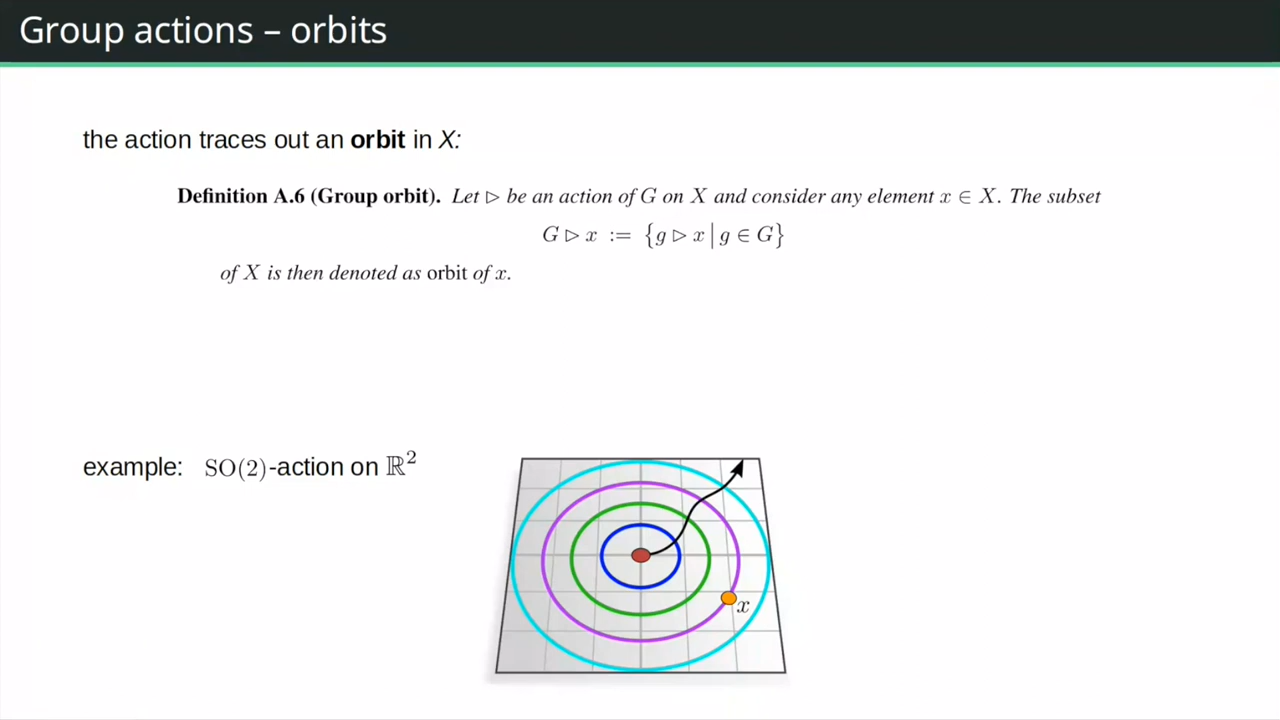 Group actions – orbits
the action traces out an orbit in X:
Definition A.6 (Group orbit). Let ▷ be an action of G on X and consider any element x ∈ X. The subset
G ▷ x := {g ▷ x | g ∈ G}
of X is then denoted as orbit of x.
example: SO(2)-action on ℝ²
x